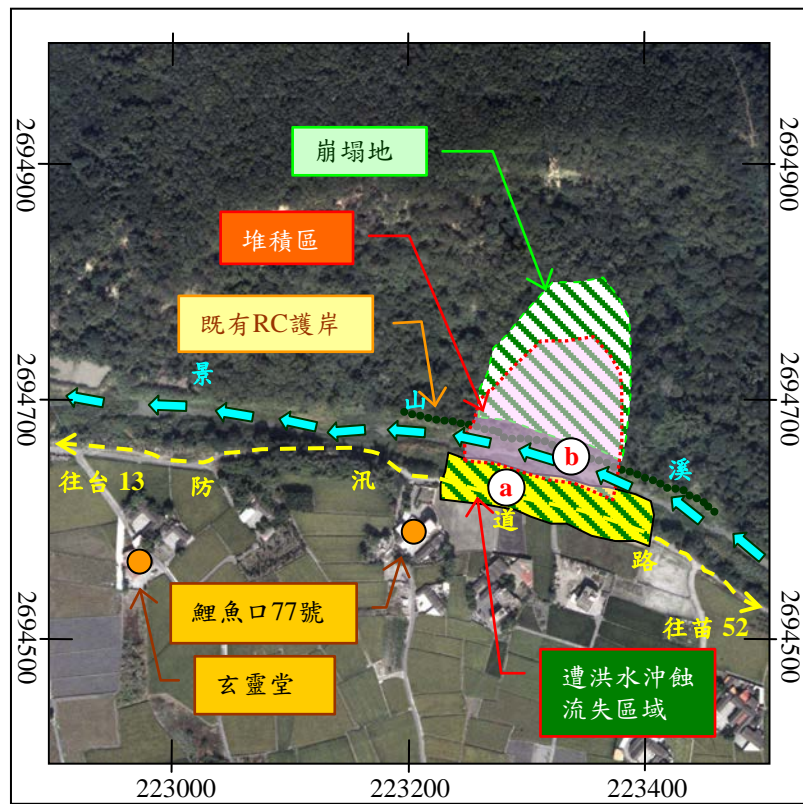 崩塌地
堆積區
既有RC護岸
景
山
溪
b
a
往台 13
防
汛
道
路
往苗 52
鯉魚口77號
玄靈堂
遭洪水沖蝕
流失區域
2694900
2694700
2694500
2694900
2694700
2694500
223000
223200
223400